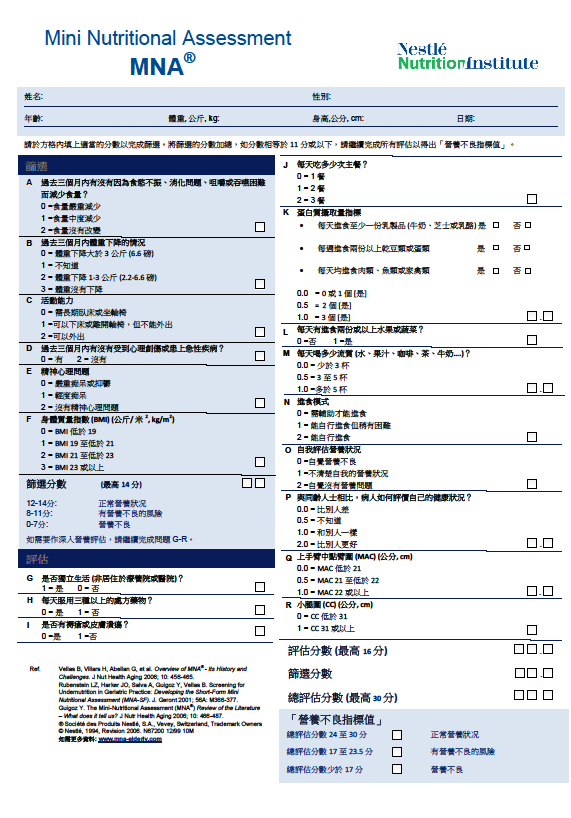 Mini Nutritional Assessment
MNA®
Nestlé
NutritionInstitute
姓名:
性別:
年齡:
體重, 公斤, kg:
身高,公分, cm:
日期:
請於方格內填上適當的分數以完成篩選。將篩選的分數加總，如分數相等於 11 分或以下，請繼續完成所有評估以得出「營養不良指標值」。
篩選
A 過去三個月內有沒有因為食慾不振、消化問題、咀嚼或吞嚥困難
而減少食量？
0 =食量嚴重減少
1 =食量中度減少
2 =食量沒有改變
B 過去三個月內體重下降的情況
0 = 體重下降大於 3 公斤 (6.6 磅)
1 = 不知道
2 = 體重下降 1-3 公斤 (2.2-6.6 磅)
3 = 體重沒有下降
C 活動能力
0 = 需長期臥床或坐輪椅
1 =可以下床或離開輪椅，但不能外出
2 =可以外出
D 過去三個月內有沒有受到心理創傷或患上急性疾病？
0 = 有 2 = 沒有
E 精神心理問題
0 = 嚴重痴呆或抑鬱
1 = 輕度痴呆
2 = 沒有精神心理問題
F 身體質量指數 (BMI) (公斤/ 米 ², kg/m²)
0 = BMI 低於 19
1 = BMI 19 至低於 21
2 = BMI 21 至低於 23
3 = BMI 23 或以上
篩選分數 (最高 14 分)
12-14分: 正常營養狀況
8-11分: 有營養不良的風險
0-7分: 營養不良
如需要作深入營養評估，請繼續完成問題 G-R。
評估
G 是否獨立生活 (非居住於療養院或醫院)？
1 = 是 0 = 否
H 每天服用三種以上的處方藥物？
0 = 是 1 = 否
I 是否有褥瘡或皮膚潰瘍？
0 =是 1 =否
Ref. Vellas B, Villars H, Abellan G, et al. Overview of MNA® - Its History and
Challenges. J Nut Health Aging 2006; 10: 456-465.
Rubenstein LZ, Harker JO, Salva A, Guigoz Y, Vellas B. Screening for
Undernutrition in Geriatric Practice: Developing the Short-Form Mini
Nutritional Assessment (MNA-SF). J. Geront 2001; 56A: M366-377.
Guigoz Y. The Mini-Nutritional Assessment (MNA®) Review of the Literature
– What does it tell us? J Nutr Health Aging 2006; 10: 466-487.
® Société des Produits Nestlé, S.A., Vevey, Switzerland, Trademark Owners
© Nestlé, 1994, Revision 2006. N67200 12/99 10M
如需更多資料: www.mna-elderly.com
J 每天吃多少次主餐？
0 = 1 餐
1 = 2 餐
2 = 3 餐
K 蛋白質攝取量指標
• 每天進食至少一份乳製品 (牛奶、芝士或乳酪) 是 否
• 每週進食兩份以上乾豆類或蛋類 是 否
• 每天均進食肉類、魚類或家禽類 是 否
0.0 = 0 或 1 個 [是]
0.5 = 2 個 [是]
1.0 = 3 個 [是] .
L 每天有進食兩份或以上水果或蔬菜？
0 =否 1 =是
M 每天喝多少流質 (水、果汁、咖啡、茶、牛奶....)？
0.0 = 少於 3 杯
0.5 = 3 至 5 杯
1.0 =多於 5 杯 .
N 進食模式
0 = 需輔助才能進食
1 = 能自行進食但稍有困難
2 = 能自行進食
O 自我評估營養狀況
0 =自覺營養不良
1 =不清楚自我的營養狀況
2 =自覺沒有營養問題
P 與同齡人士相比，病人如何評價自己的健康狀況？
0.0 = 比別人差
0.5 = 不知道
1.0 = 和別人一樣
2.0 = 比別人更好 .
Q 上手臂中點臂圍 (MAC) (公分, cm)
0.0 = MAC 低於 21
0.5 = MAC 21 至低於 22
1.0 = MAC 22 或以上 .
R 小腿圍 (CC) (公分, cm)
0 = CC 低於 31
1 = CC 31 或以上
評估分數 (最高 16 分) .
篩選分數 .
總評估分數 (最高 30 分) .
「營養不良指標值」
總評估分數 24 至 30 分 正常營養狀況
總評估分數 17 至 23.5 分 有營養不良的風險
總評估分數少於 17 分 營養不良